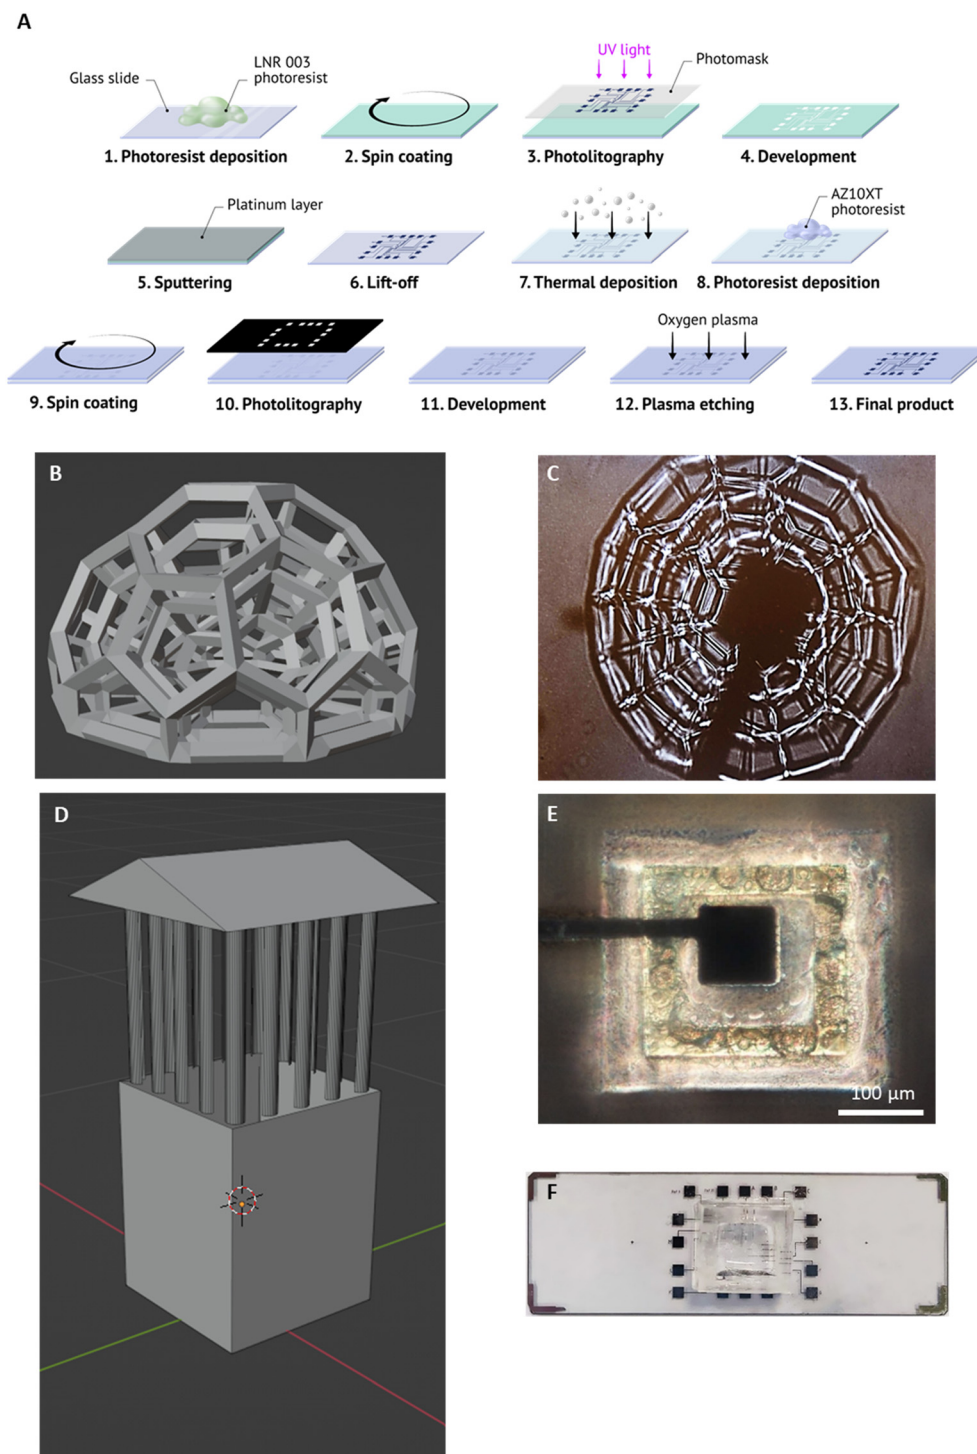 A
Glass slide
LNR 003
photoresist
UV light
Photomask
1. Photoresist deposition
2. Spin coating
3. Photolitography
4. Development
Platinum layer
AZ10XT
photoresist
5. Sputtering
6. Lift-off
7. Thermal deposition
8. Photoresist deposition
Oxygen plasma
9. Spin coating
10. Photolitography
11. Development
12. Plasma etching
13. Final product
B
C
D
E
100 µm
F